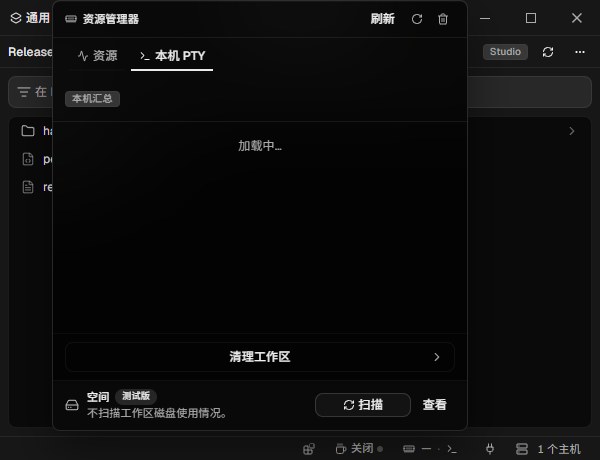 通用
资源管理器
刷新
Release
Studio
资源
本机 PTY
在
本机汇总
加载中...
清理工作区
空间 测试版
不扫描工作区磁盘使用情况。
扫描
查看
关闭
1 个主机